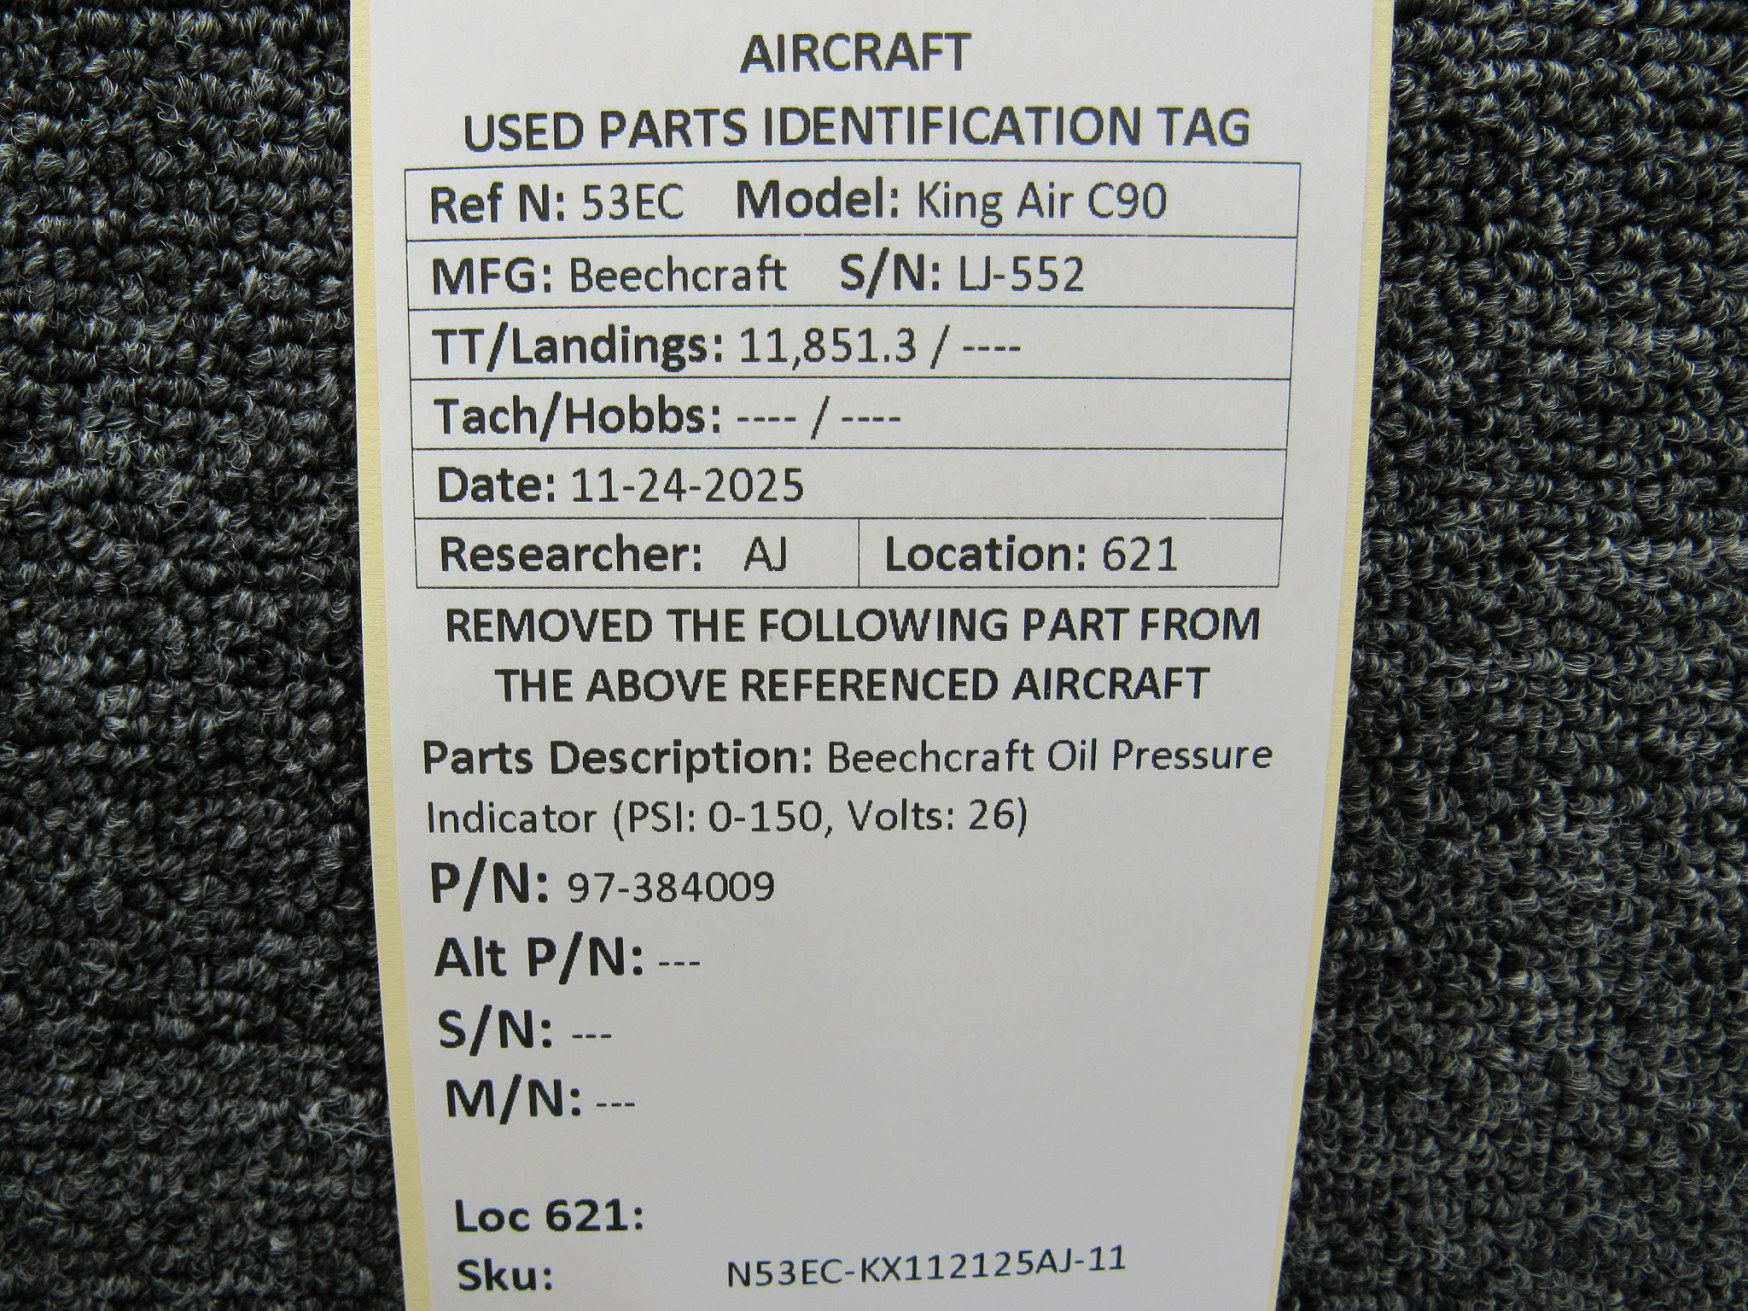 AIRCRAFT
USED PARTS IDENTIFICATION TAG
Ref N: 53EC Model: King Air C90
MFG: Beechcraft S/N: LJ-552
TT/Landings: 11,851.3 / ----
Tach/Hobbs: ---- / ----
Date: 11-24-2025
Researcher: AJ Location: 621
REMOVED THE FOLLOWING PART FROM
THE ABOVE REFERENCED AIRCRAFT
Parts Description: Beechcraft Oil Pressure
Indicator (PSI: 0-150, Volts: 26)
P/N: 97-384009
Alt P/N: ---
S/N: ---
M/N: ---
Loc 621:
Sku: N53EC-KX112125AJ-11